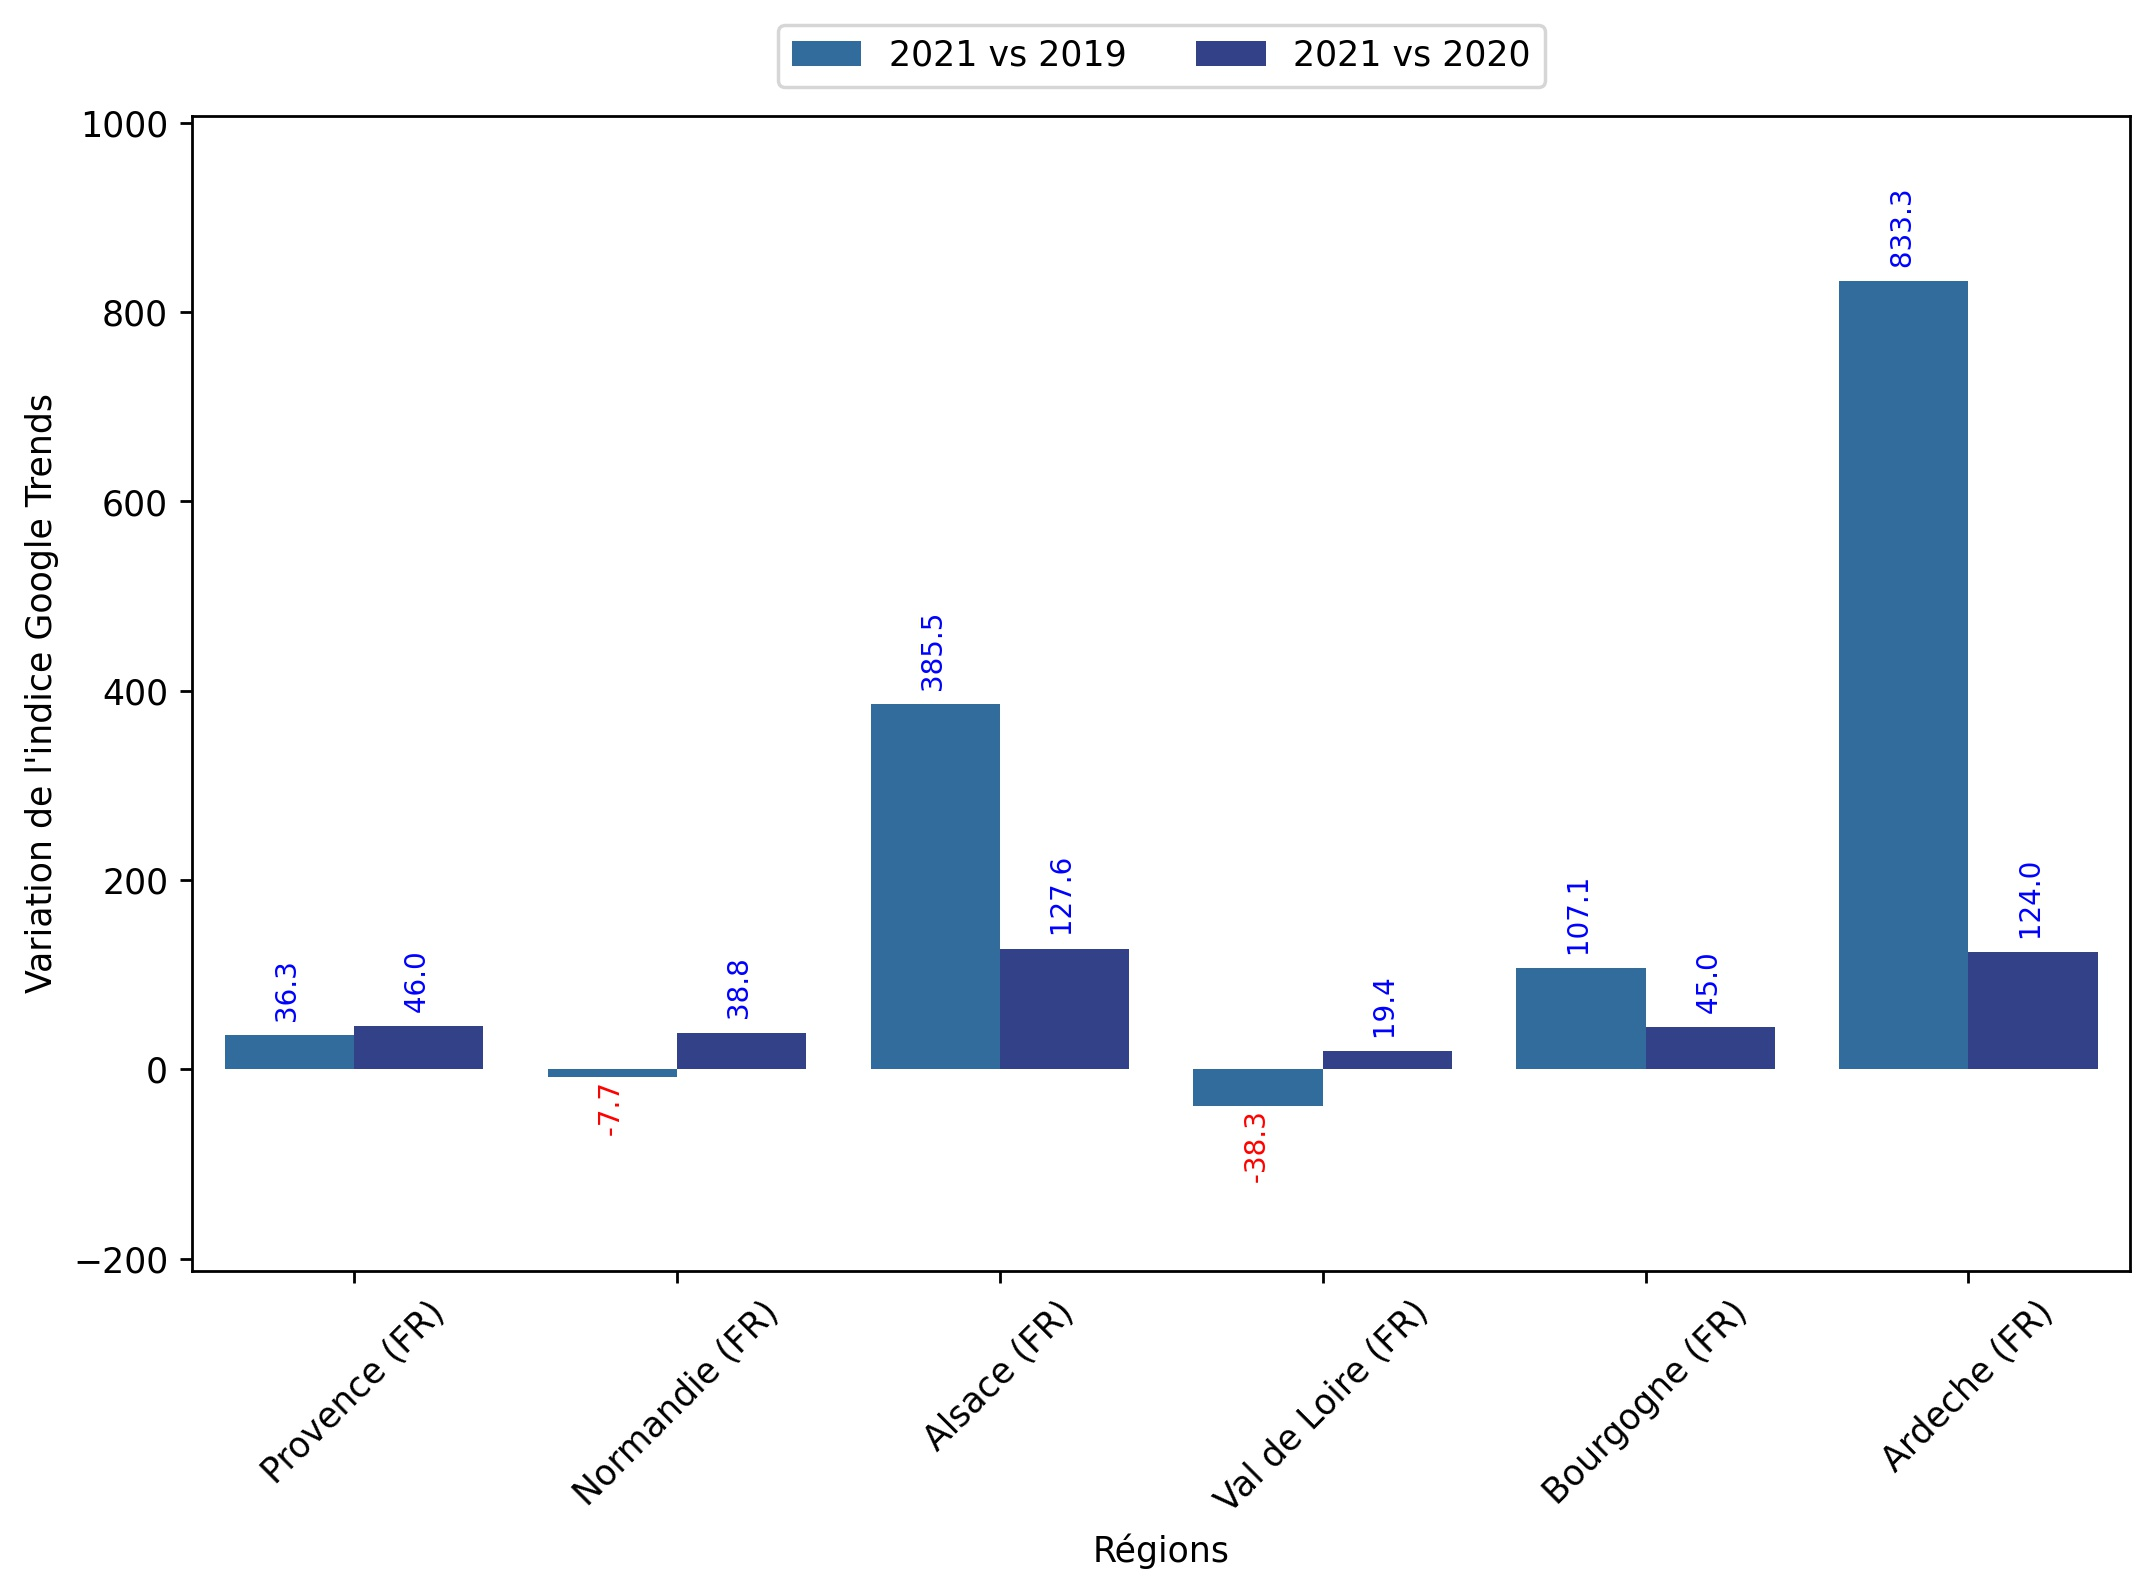 2021 vs 2019
2021 vs 2020
Variation de l'indice Google Trends
1000
800
600
400
200
0
−200
36.3
46.0
-7.7
38.8
385.5
127.6
-38.3
19.4
107.1
45.0
833.3
124.0
Provence (FR)
Normandie (FR)
Alsace (FR)
Val de Loire (FR)
Bourgogne (FR)
Ardeche (FR)
Régions